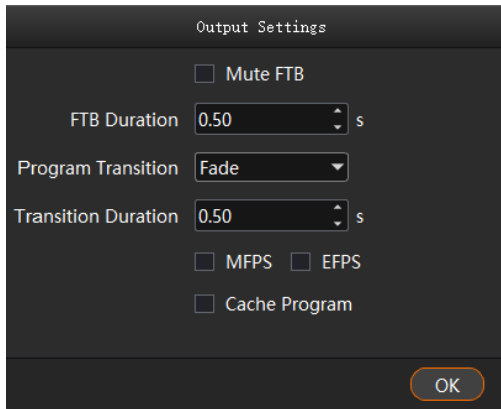 Output Settings
Mute FTB
FTB Duration 0.50 s
Program Transition Fade
Transition Duration 0.50 s
MFPS EFPS
Cache Program
OK